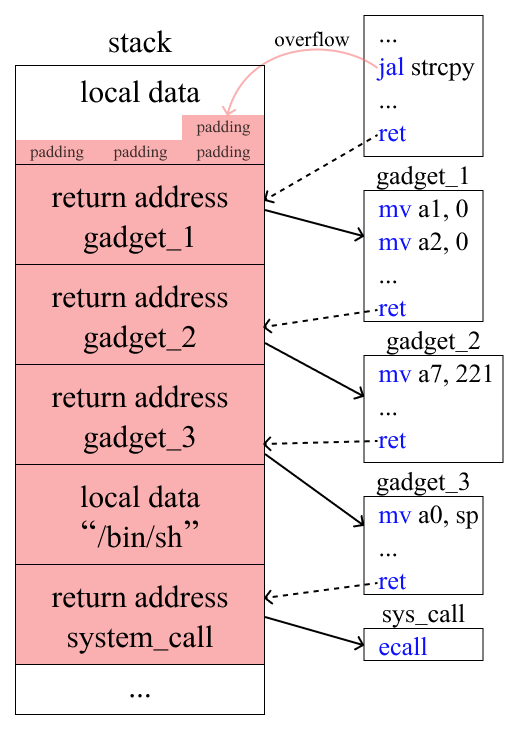 stack
local data
padding
padding padding padding
return address
gadget_1
return address
gadget_2
return address
gadget_3
local data
“/bin/sh”
return address
system_call
...
overflow
...
jal strcpy
...
ret
gadget_1
mv a1, 0
mv a2, 0
...
ret
gadget_2
mv a7, 221
...
ret
gadget_3
mv a0, sp
...
ret
sys_call
ecall